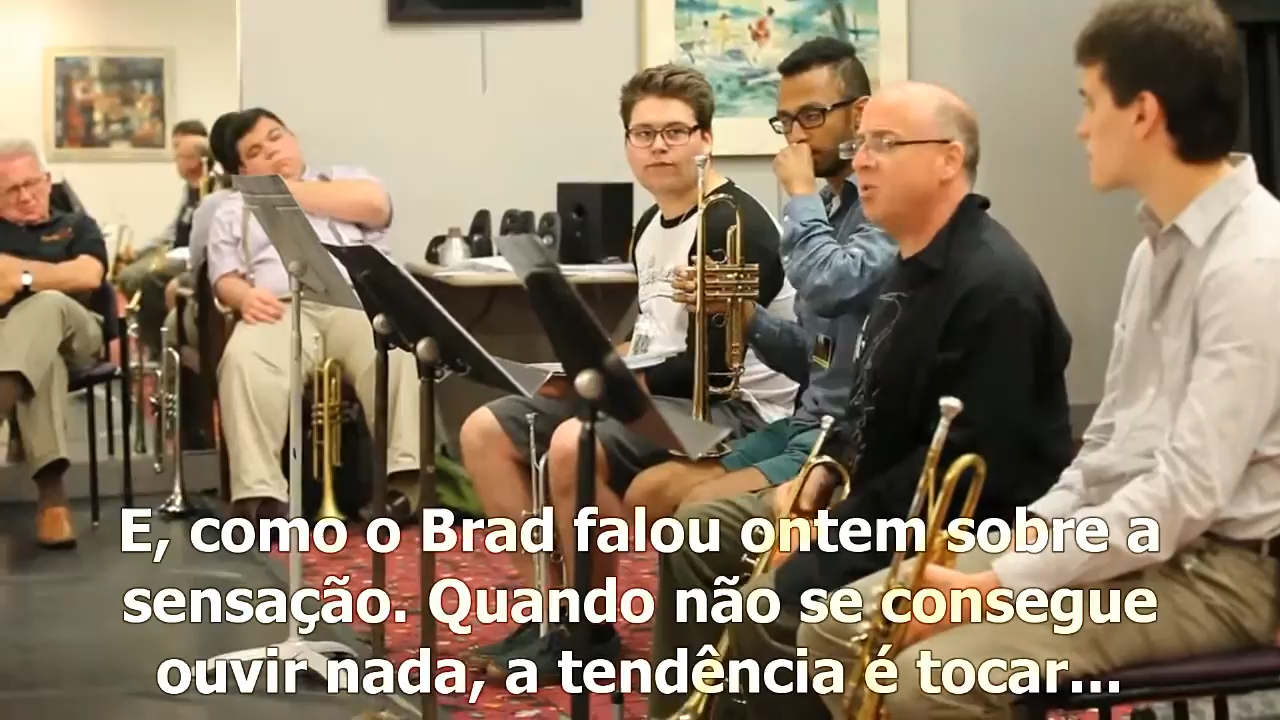 E, como o Brad falou ontem sobre a
sensação. Quando não se consegue
ouvir nada, a tendência é tocar...